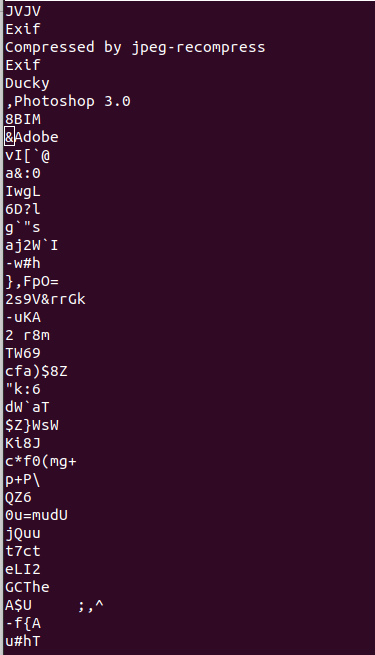 JVJV
Exif
Compressed by jpeg-recompress
Exif
Ducky
,Photoshop 3.0
8BIM
&Adobe
vI[`@
a&:0
IwgL
6D?l
g`"s
aj2W`I
-w#h
},FpO=
2s9V&rrGk
-uKA
2 r8m
TW69
cfa)$8Z
"k:6
dW`aT
$Z}WsW
Ki8J
c*f0(mg+
p+P\
QZ6
0u=mudU
jQuu
t7ct
eLI2
GCThe
A$U     ;,^
-f{A
u#hT